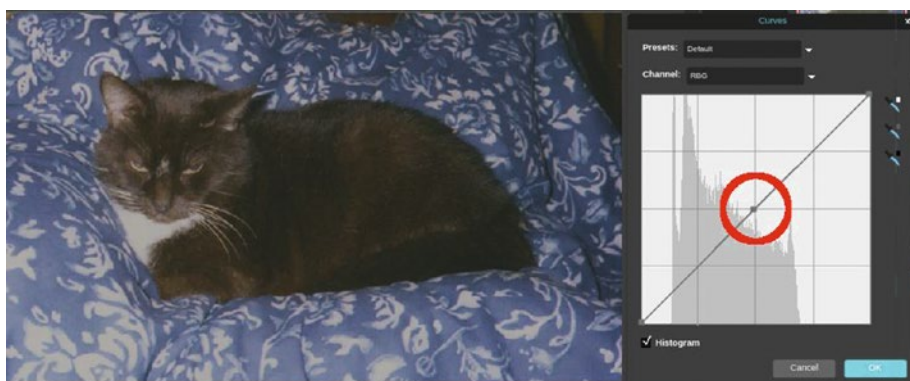 Curves
Presets: Default
Channel: RBG
Histogram
Cancel
OK